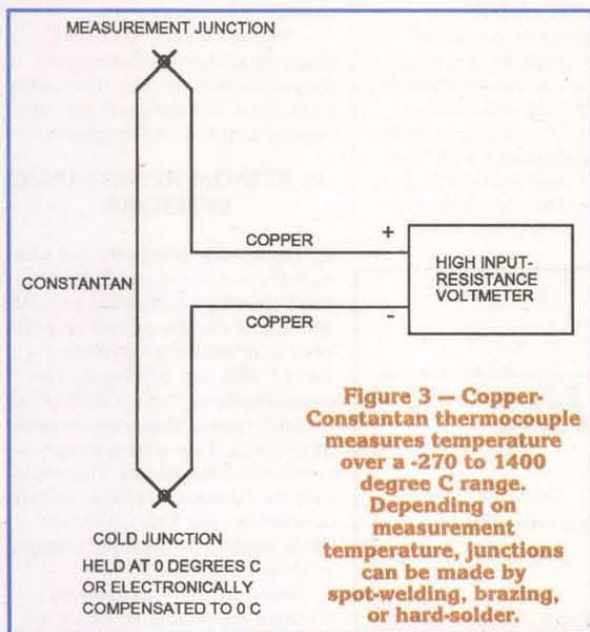 MEASUREMENT JUNCTION
COPPER
+
HIGH INPUT-
RESISTANCE
VOLTMETER
CONSTANTAN
COPPER
-
Figure 3 — Copper-
Constantan thermocouple
measures temperature
over a -270 to 1400
degree C range.
Depending on
measurement
temperature, junctions
can be made by
spot-welding, brazing,
or hard-solder.
COLD JUNCTION
HELD AT 0 DEGREES C
OR ELECTRONICALLY
COMPENSATED TO 0 C